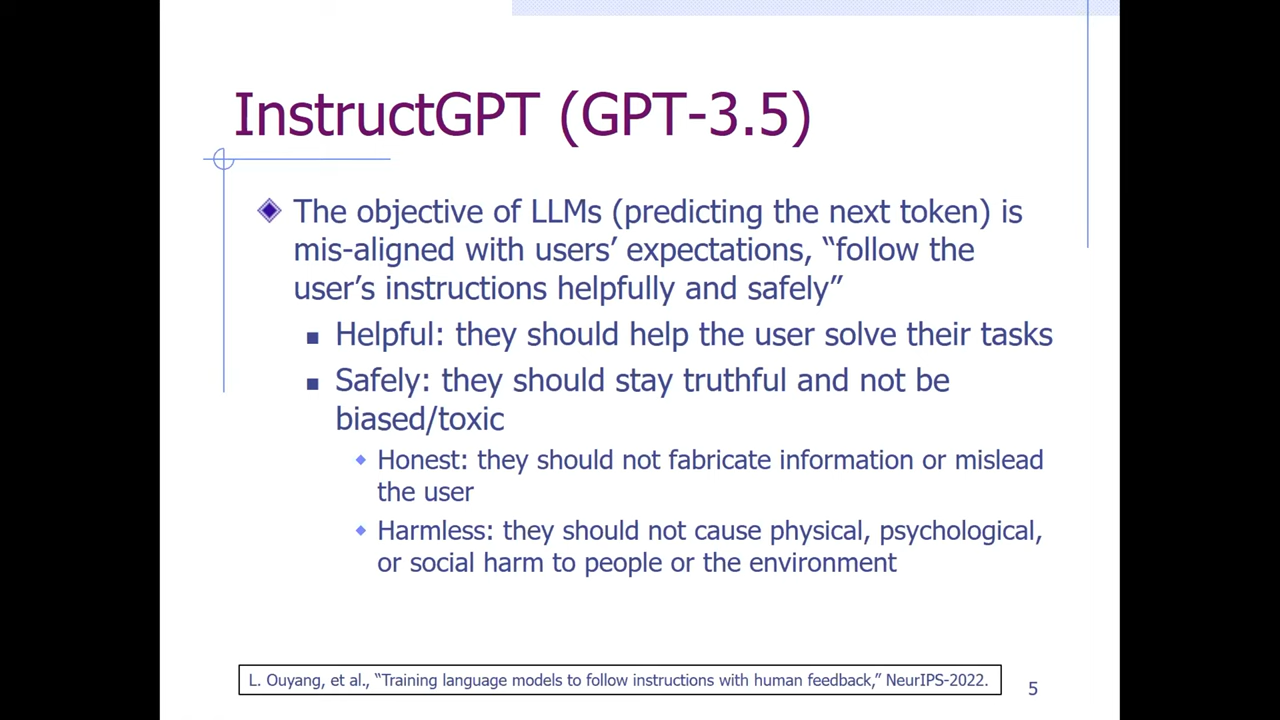 InstructGPT (GPT-3.5)
The objective of LLMs (predicting the next token) is
mis-aligned with users’ expectations, “follow the
user’s instructions helpfully and safely”
Helpful: they should help the user solve their tasks
Safely: they should stay truthful and not be
biased/toxic
Honest: they should not fabricate information or mislead
the user
Harmless: they should not cause physical, psychological,
or social harm to people or the environment
L. Ouyang, et al., “Training language models to follow instructions with human feedback,” NeurIPS-2022.
5